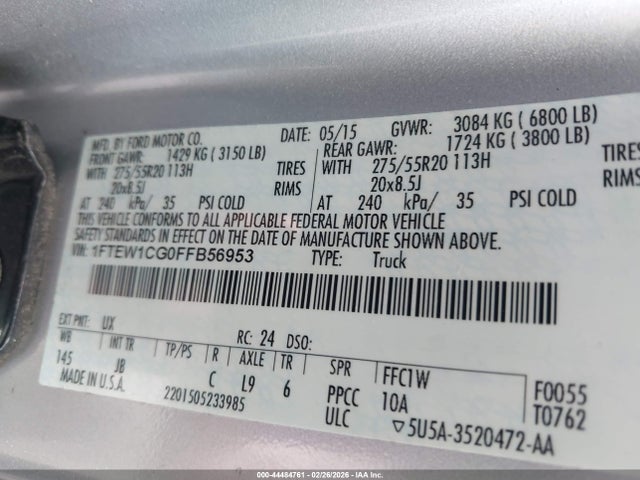 MFD. BY FORD MOTOR CO.
DATE: 05/15 GVWR: 3084 KG ( 6800 LB)
FRONT GAWR: 1429 KG ( 3150 LB) REAR GAWR: 1724 KG ( 3800 LB)
WITH 275/55R20 113H TIRES WITH 275/55R20 113H TIRES
20x8.5J RIMS 20x8.5J RIMS
AT 240 kPa/ 35 PSI COLD AT 240 kPa/ 35 PSI COLD
THIS VEHICLE CONFORMS TO ALL APPLICABLE FEDERAL MOTOR VEHICLE
SAFETY STANDARDS IN EFFECT ON THE DATE OF MANUFACTURE SHOWN ABOVE.
VIN: 1FTEW1CG0FFB56953 TYPE: Truck
EXT PNT: UX RC: 24 DSO:
WB INT TR TP/PS R AXLE TR SPR FFC1W F0055
145 JB C L9 6 PPCC 10A T0762
MADE IN U.S.A. 2201505233985 ULC ▽5U5A-3520472-AA
000-44484761 - 02/26/2026 - IAA Inc.